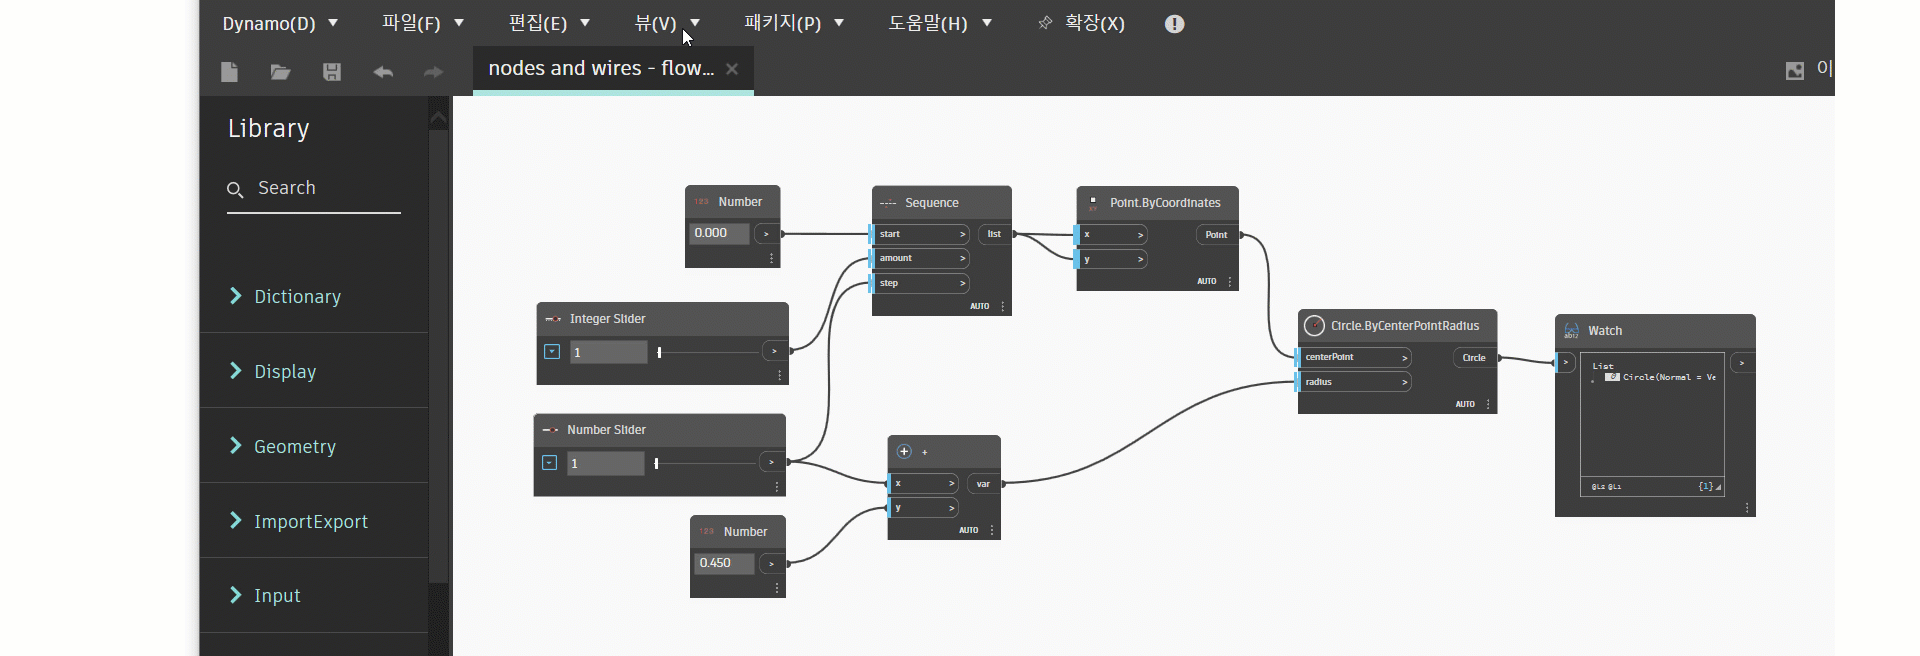 Dynamo(D) 파일(F) 편집(E) 뷰(V) 패키지(P) 도움말(H) 확장(X)
nodes and wires - flow...
이
Library
Search
Dictionary
Display
Geometry
ImportExport
Input
123 Number
0.000 >
Integer Slider
1 >
Number Slider
1 >
123 Number
0.450 >
Sequence
start > list
amount >
step >
AUTO
+
x > var
y >
AUTO
Point.ByCoordinates
x > Point
y >
AUTO
Circle.ByCenterPointRadius
centerPoint > Circle
radius >
AUTO
Watch
> >
List
0 Circle(Normal = Ve
@L2 @L1 {1}